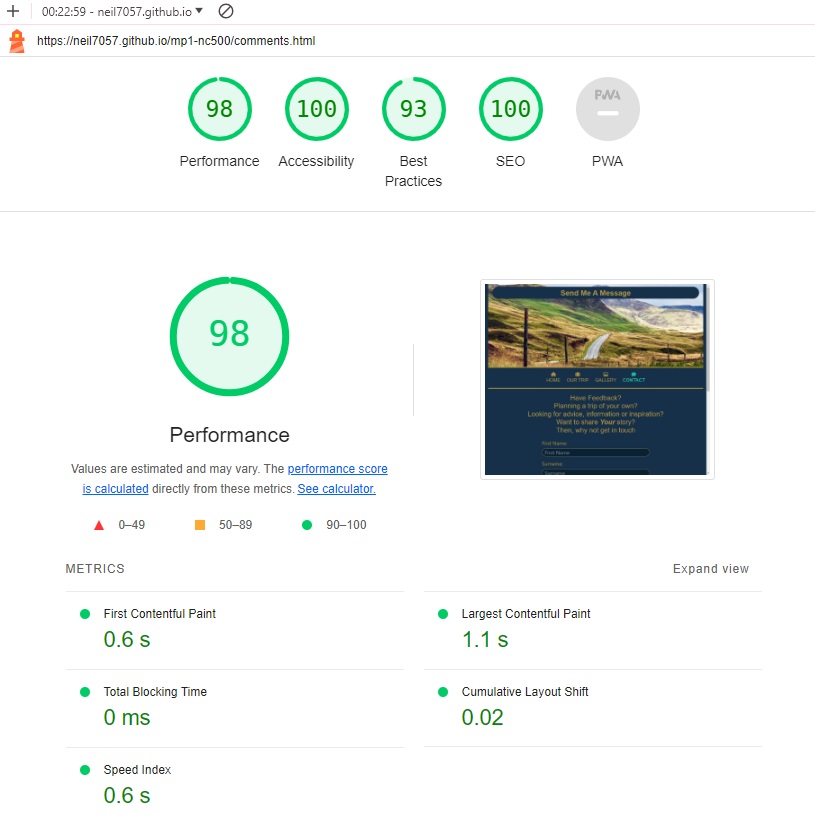 00:22:59 - neil7057.github.io
https://neil7057.github.io/mp1-nc500/comments.html
98
100
93
100
PWA
Performance
Accessibility
Best
Practices
SEO
PWA
98
Performance
Values are estimated and may vary. The performance score
is calculated directly from these metrics. See calculator.
0–49
50–89
90–100
Send Me A Message
HOME
OUR TRIP
GALLERY
CONTACT
Have Feedback?
Planning a trip of your own?
Looking for advice, information or inspiration?
Want to share Your story?
Then, why not get in touch
First Name:
First Name
Surname:
Surname
METRICS
Expand view
First Contentful Paint
0.6 s
Largest Contentful Paint
1.1 s
Total Blocking Time
0 ms
Cumulative Layout Shift
0.02
Speed Index
0.6 s